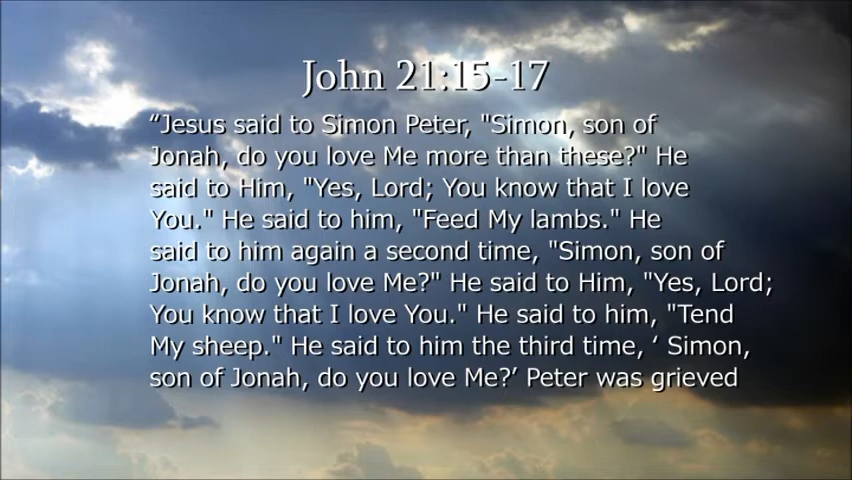 John 21:15-17
“Jesus said to Simon Peter, "Simon, son of
Jonah, do you love Me more than these?" He
said to Him, "Yes, Lord; You know that I love
You." He said to him, "Feed My lambs." He
said to him again a second time, "Simon, son of
Jonah, do you love Me?" He said to Him, "Yes, Lord;
You know that I love You." He said to him, "Tend
My sheep." He said to him the third time, ‘ Simon,
son of Jonah, do you love Me?’ Peter was grieved